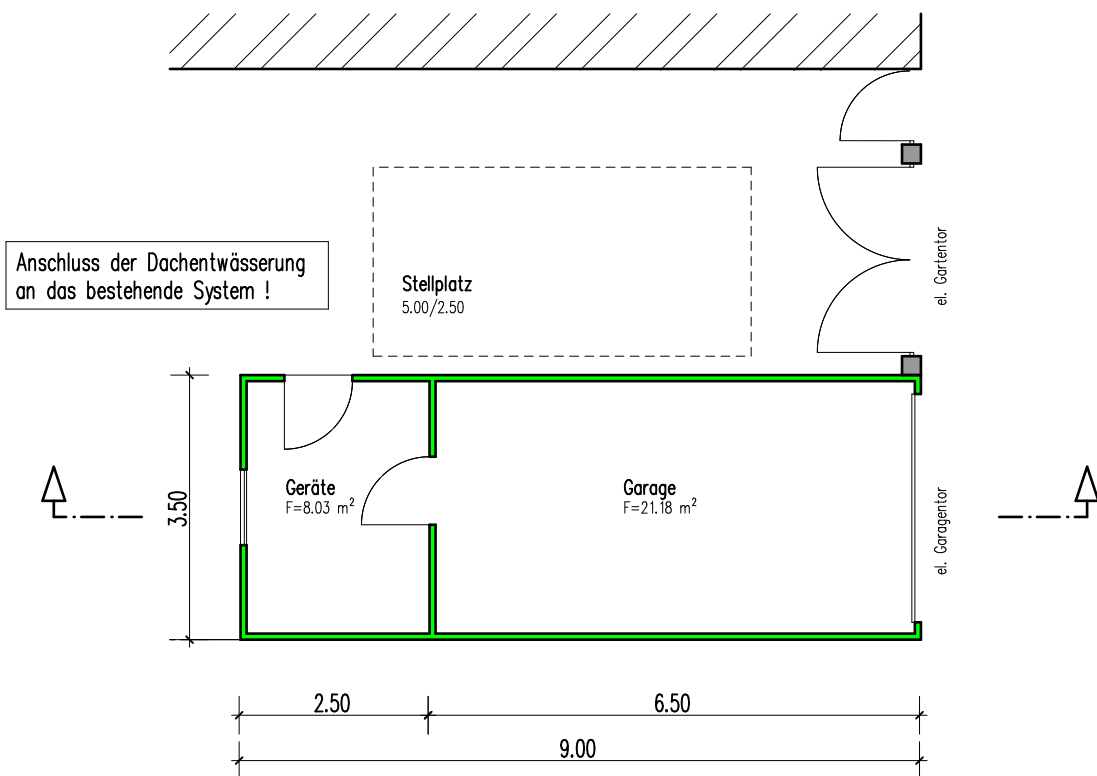 el. Gartentor
Anschluss der Dachentwässerung
an das bestehende System !
Stellplatz
5.00/2.50
3.50
Geräte
F=8.03 m²
Garage
F=21.18 m²
el. Garagentor
2.50
6.50
9.00